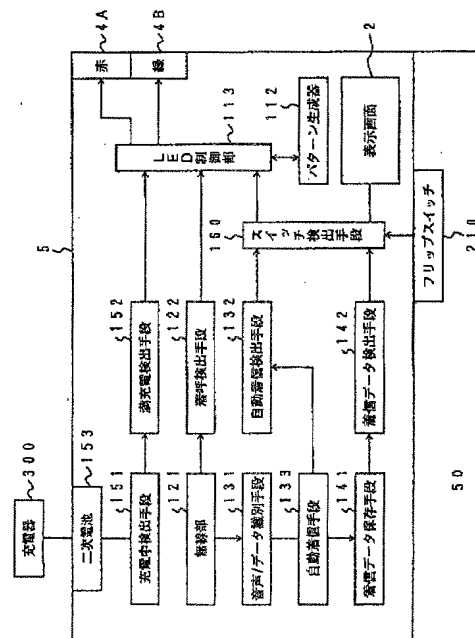 充電器
300
二次電池
153
5
充電中検出手段
151
満充電検出手段
152
無線部
121
着呼検出手段
122
音声/データ識別手段
131
自動着信検出手段
132
自動着信手段
133
着信データ保存手段
141
着信データ検出手段
142
スイッチ検出手段
160
LED制御部
113
パターン生成器
112
赤
4A
緑
4B
表示画面
2
フリップスイッチ
210
50